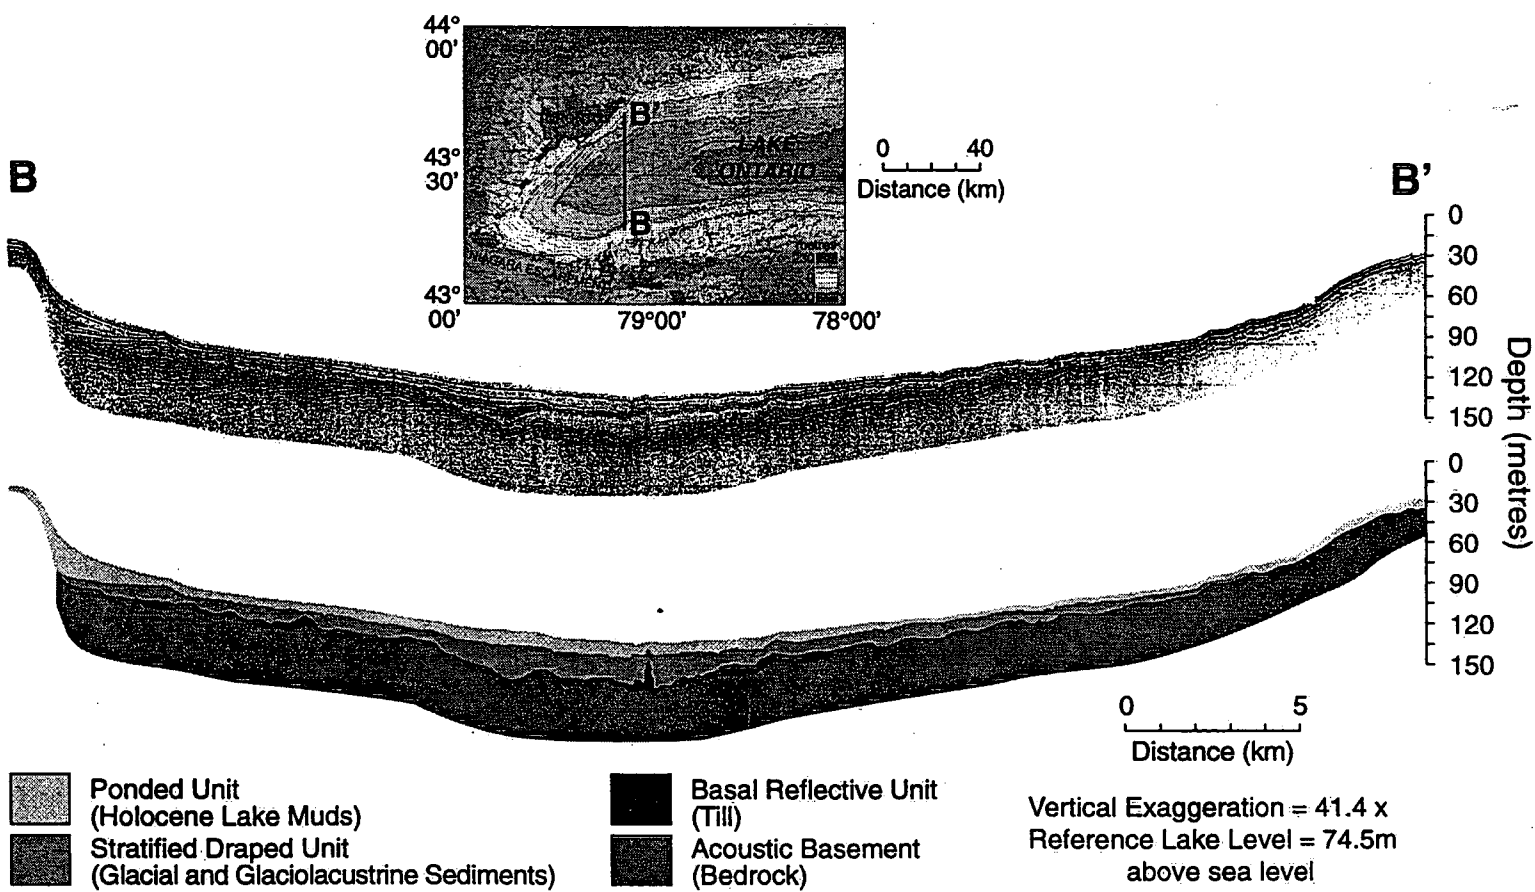 44°
00'
43°
30'
43°
00'
79°00'
78°00'
B'
B
LAKE
ONTARIO
NIAGARA ESCARPMENT
metres
0 40
Distance (km)
B
B'
0
30
60
90
120
150
0
30
60
90
120
150
Depth (metres)
0 5
Distance (km)
Ponded Unit
(Holocene Lake Muds)
Stratified Draped Unit
(Glacial and Glaciolacustrine Sediments)
Basal Reflective Unit
(Till)
Acoustic Basement
(Bedrock)
Vertical Exaggeration = 41.4 x
Reference Lake Level = 74.5m
above sea level